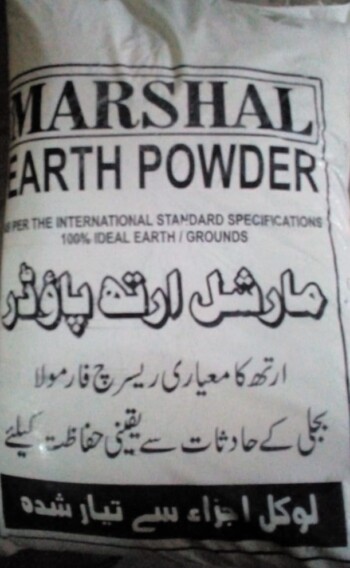 MARSHAL
EARTH POWDER
AS PER THE INTERNATIONAL STANDARD SPECIFICATIONS
100% IDEAL EARTH / GROUNDS
مارشل ارتھ پاؤڈر
ارتھ کا معیاری ریسرچ فارمولا
بجلی کے حادثات سے یقینی حفاظت کیلئے
لوکل اجزاء سے تیار شدہ